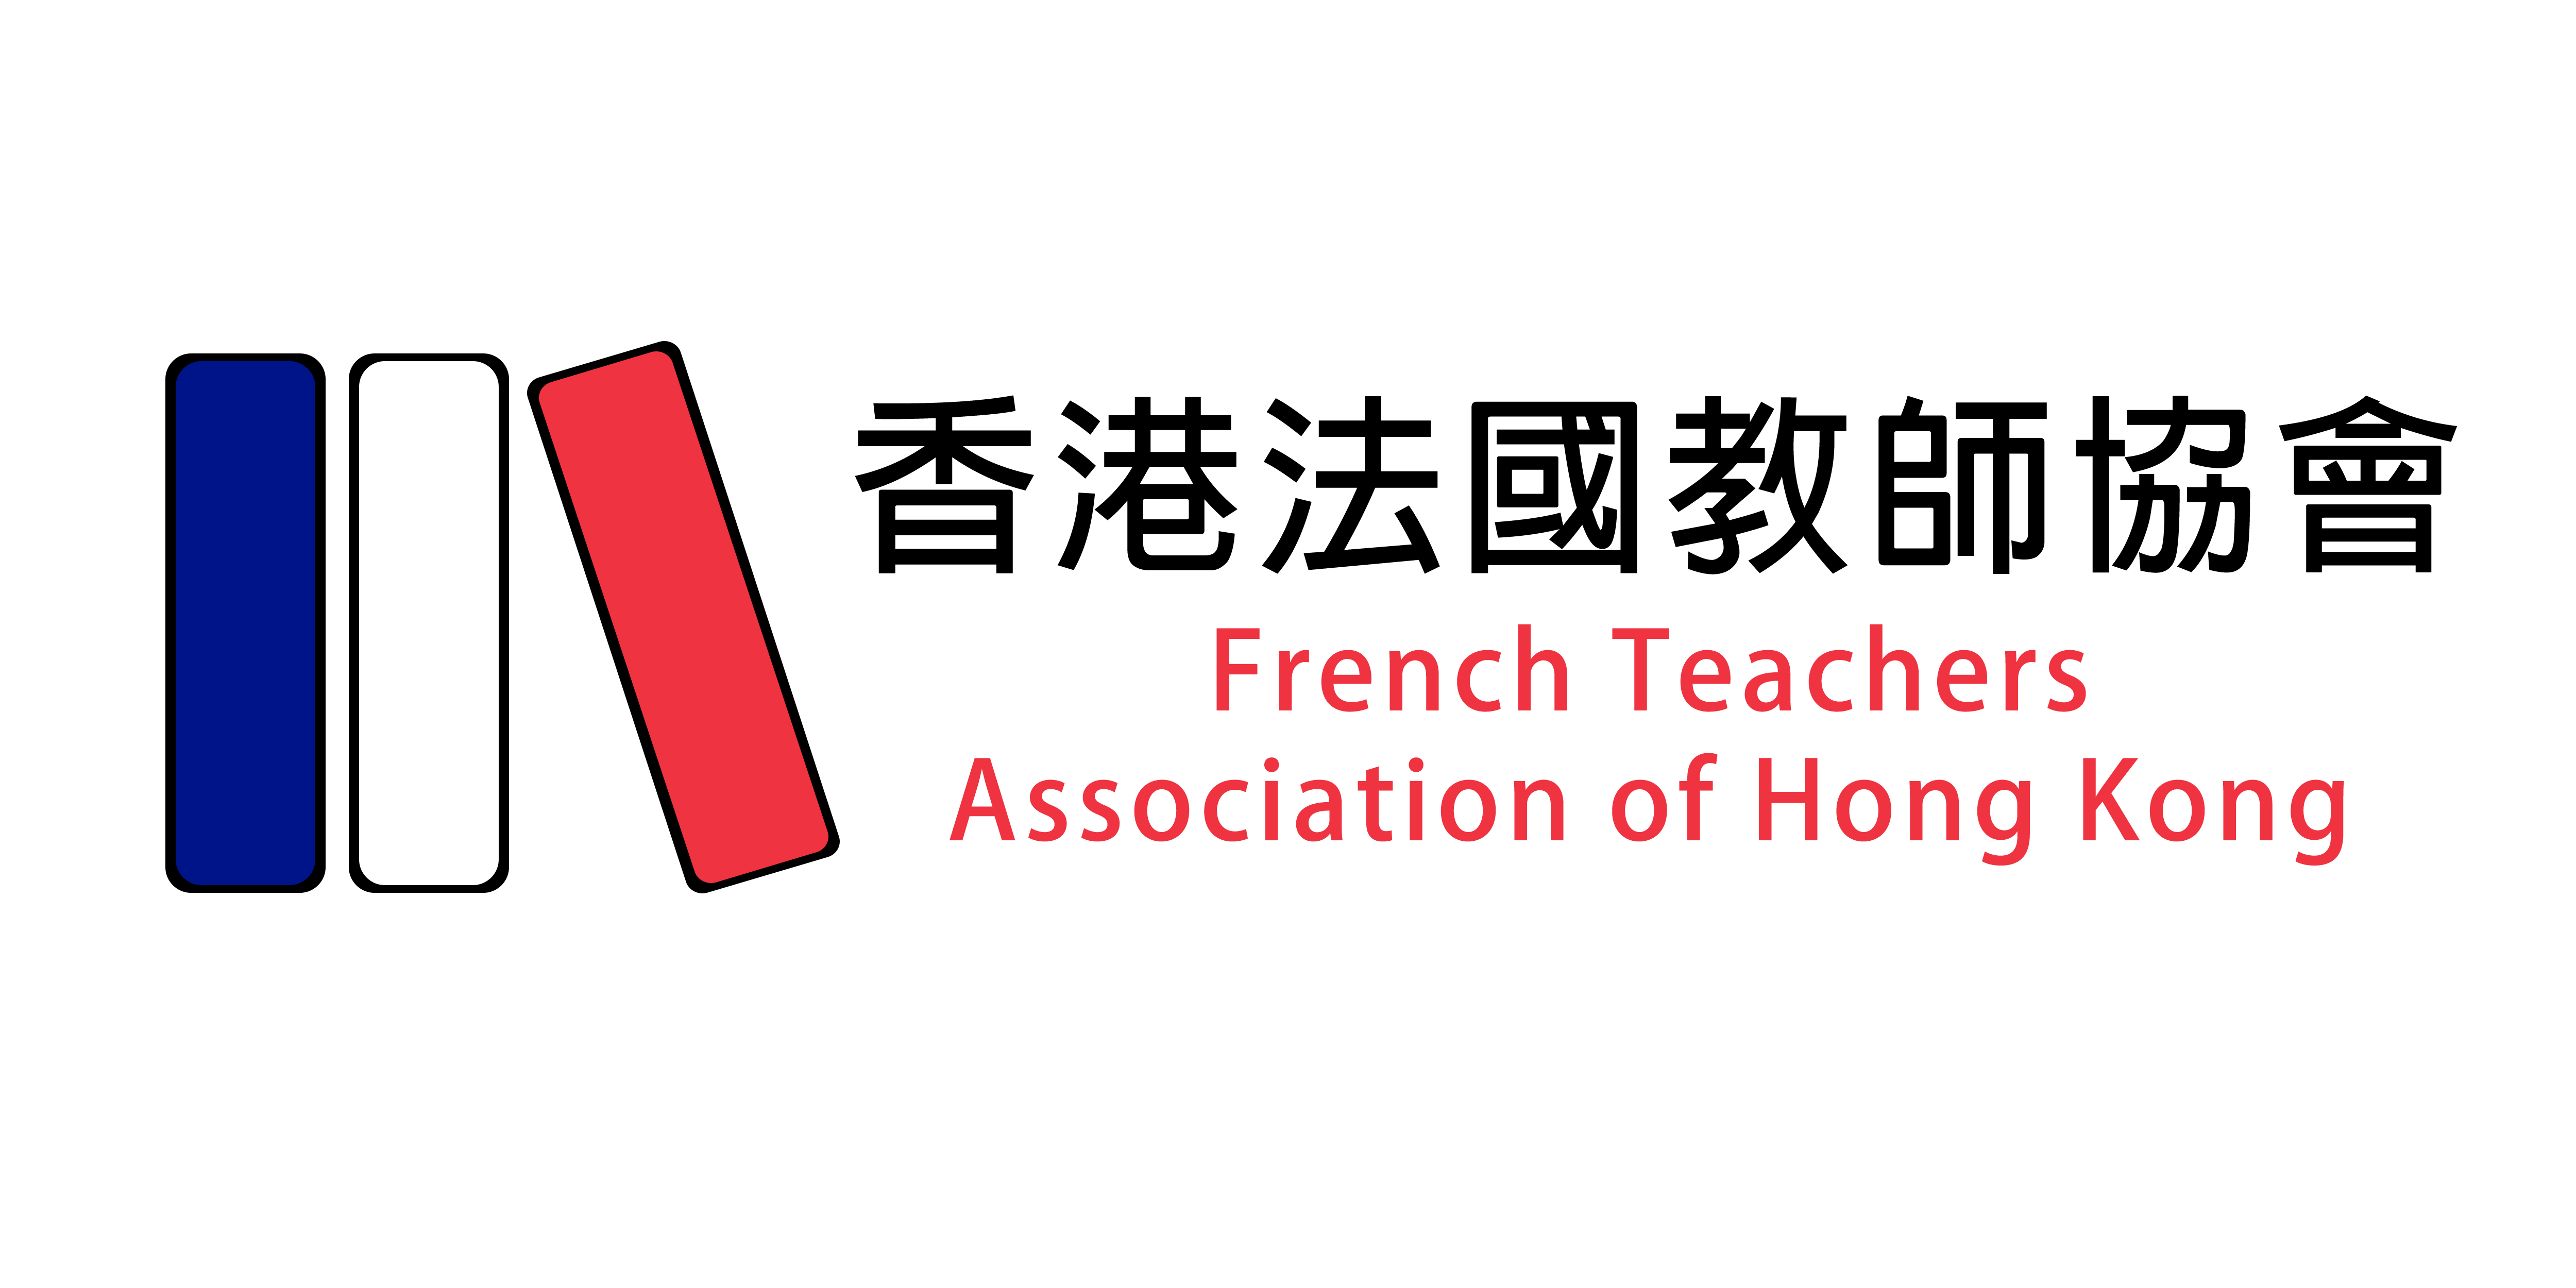 香港法國教師協會
French Teachers
Association of Hong Kong